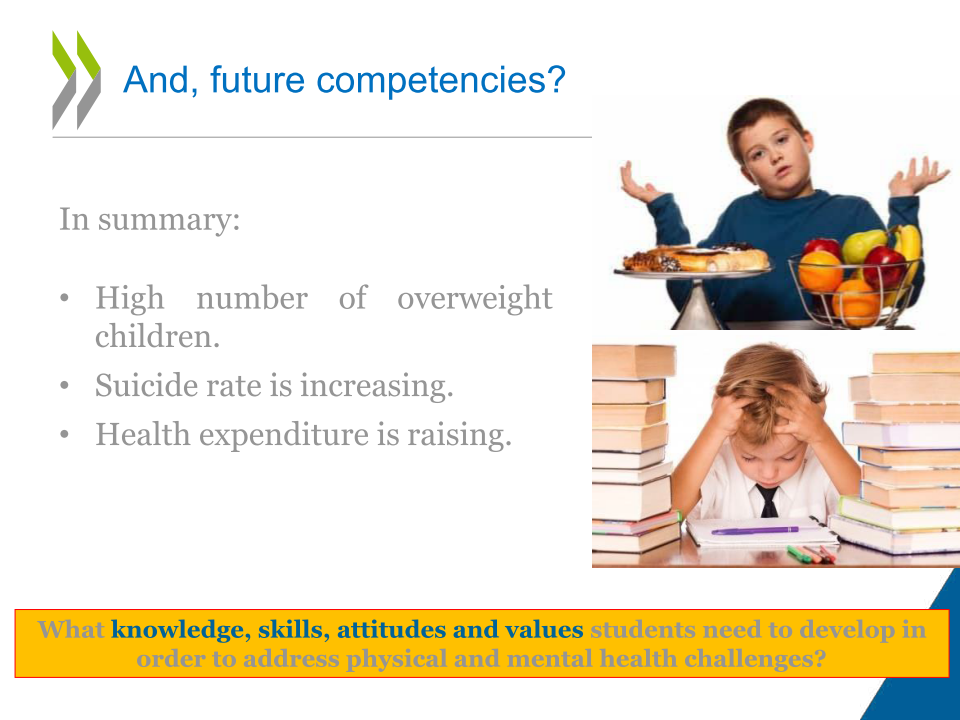 And, future competencies?
In summary:
• High number of overweight
children.
• Suicide rate is increasing.
• Health expenditure is raising.
What knowledge, skills, attitudes and values students need to develop in
order to address physical and mental health challenges?